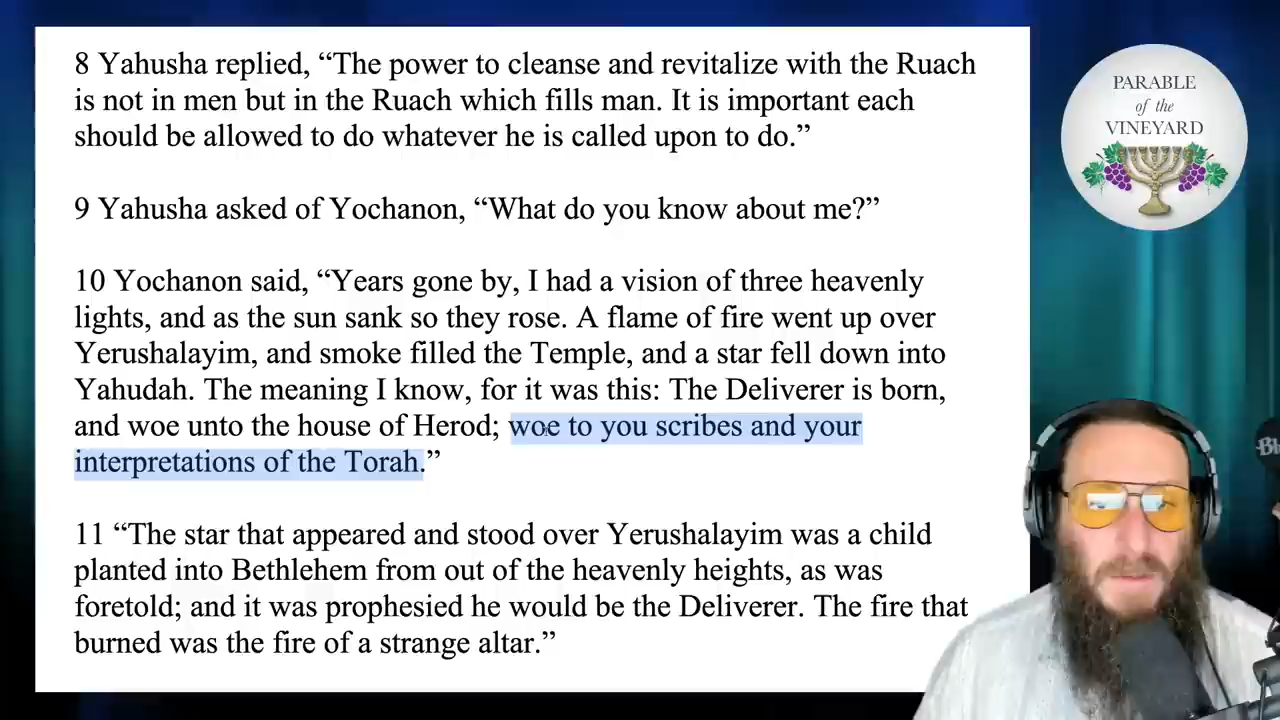 8 Yahusha replied, “The power to cleanse and revitalize with the Ruach
is not in men but in the Ruach which fills man. It is important each
should be allowed to do whatever he is called upon to do.”
9 Yahusha asked of Yochanon, “What do you know about me?”
10 Yochanon said, “Years gone by, I had a vision of three heavenly
lights, and as the sun sank so they rose. A flame of fire went up over
Yerushalayim, and smoke filled the Temple, and a star fell down into
Yahudah. The meaning I know, for it was this: The Deliverer is born,
and woe unto the house of Herod; woe to you scribes and your
interpretations of the Torah.”
11 “The star that appeared and stood over Yerushalayim was a child
planted into Bethlehem from out of the heavenly heights, as was
foretold; and it was prophesied he would be the Deliverer. The fire that
burned was the fire of a strange altar.”
PARABLE
of the
VINEYARD